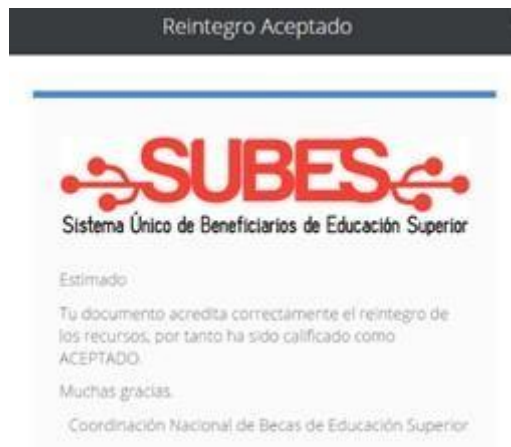 Reintegro Aceptado
SUBES
Sistema Único de Beneficiarios de Educación Superior
Estimado
Tu documento acredita correctamente el reintegro de
los recursos, por tanto ha sido calificado como
ACEPTADO.
Muchas gracias.
Coordinación Nacional de Becas de Educación Superior